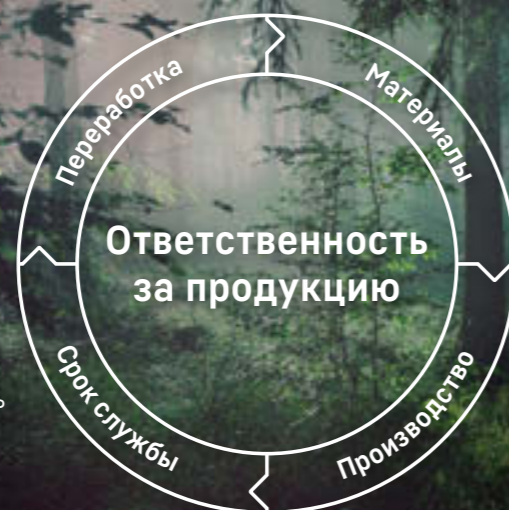 Ответственность
за продукцию
Материалы
Производство
Срок службы
Переработка